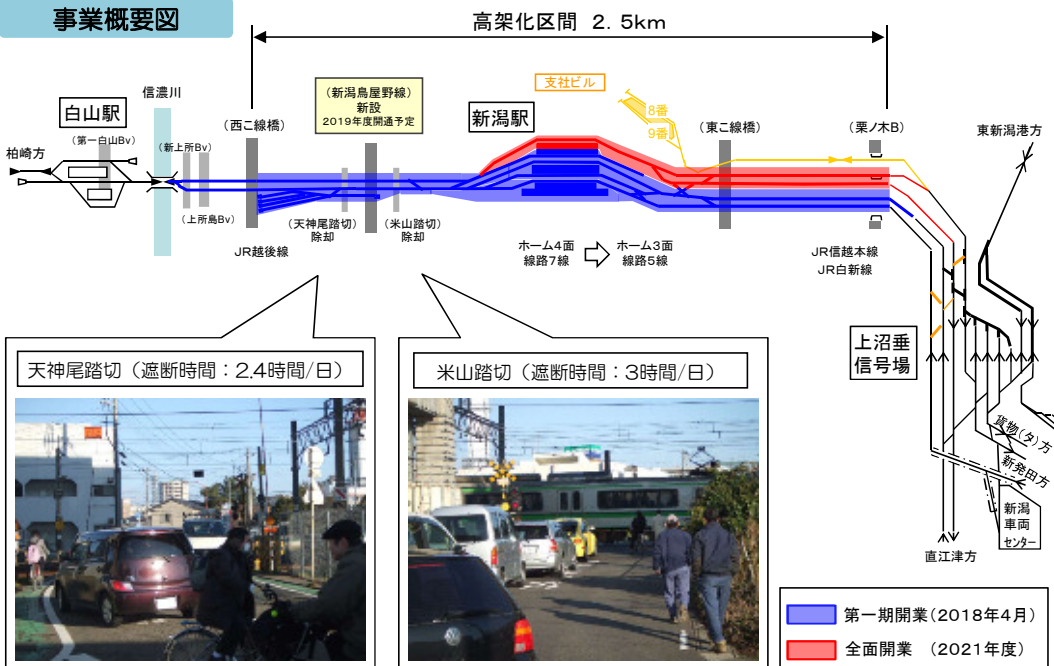 事業概要図
高架化区間 2.5km
白山駅
信濃川
(第一白山Bv)
柏崎方
(新上所Bv)
(上所島Bv)
(西こ線橋)
(新潟鳥屋野線)
新設
2019年度開通予定
新潟駅
支社ビル
8番
9番
(東こ線橋)
(栗ノ木B)
東新潟港方
(天神尾踏切)
除却
(米山踏切)
除却
JR越後線
ホーム4面
線路7線
ホーム3面
線路5線
JR信越本線
JR白新線
上沼垂
信号場
天神尾踏切(遮断時間:2.4時間/日)
米山踏切(遮断時間:3時間/日)
貨物(タ)方
新発田方
新潟
車両
センター
直江津方
第一期開業(2018年4月)
全面開業 (2021年度)